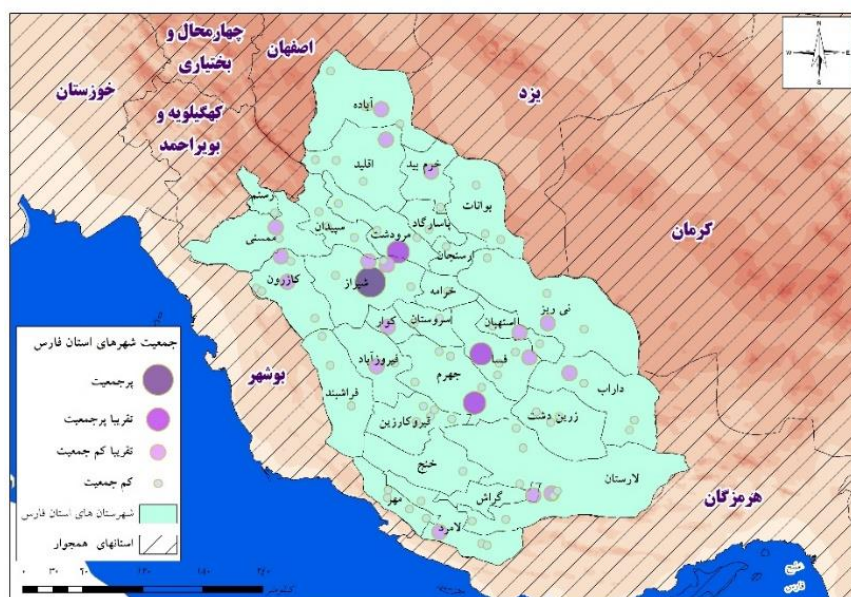 N
W E
S
چهارمحال و
بختیاری
اصفهان
یزد
خوزستان
کهگیلویه و
بویراحمد
کرمان
بوشهر
هرمزگان
آباده
اقلید
خرم بید
بوانات
رستم
ممسنی
سپیدان
پاسارگاد
مرودشت
ارسنجان
کازرون
شیراز
خرامه
نی ریز
کوار
سروستان
استهبان
فیروزآباد
فسا
جهرم
داراب
فراشبند
قیروکارزین
زرین دشت
خنج
لارستان
گراش
مهر
لامرد
جمعیت شهرهای استان فارس
پرجمعیت
تقریبا پرجمعیت
تقریبا کم جمعیت
کم جمعیت
شهرستان های استان فارس
استانهای همجوار
خلیج
فارس